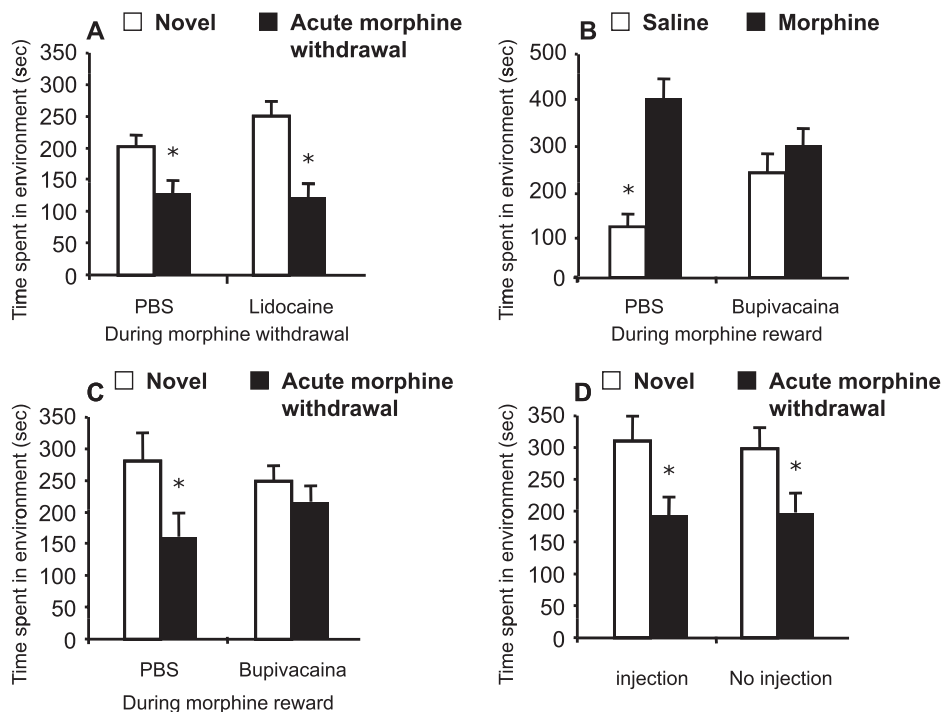 A Novel Acute morphine
withdrawal
Time spent in environment (sec)
350
300
250
200
150
100
50
0
* *
PBS Lidocaine
During morphine withdrawal
B Saline Morphine
Time spent in environment (sec)
500
400
300
200
100
0
*
PBS Bupivacaina
During morphine reward
C Novel Acute morphine
withdrawal
Time spent in environment (sec)
350
300
250
200
150
100
50
0
*
PBS Bupivacaina
During morphine reward
D Novel Acute morphine
withdrawal
Time spent in environment (sec)
350
300
250
200
150
100
50
0
* *
injection No injection